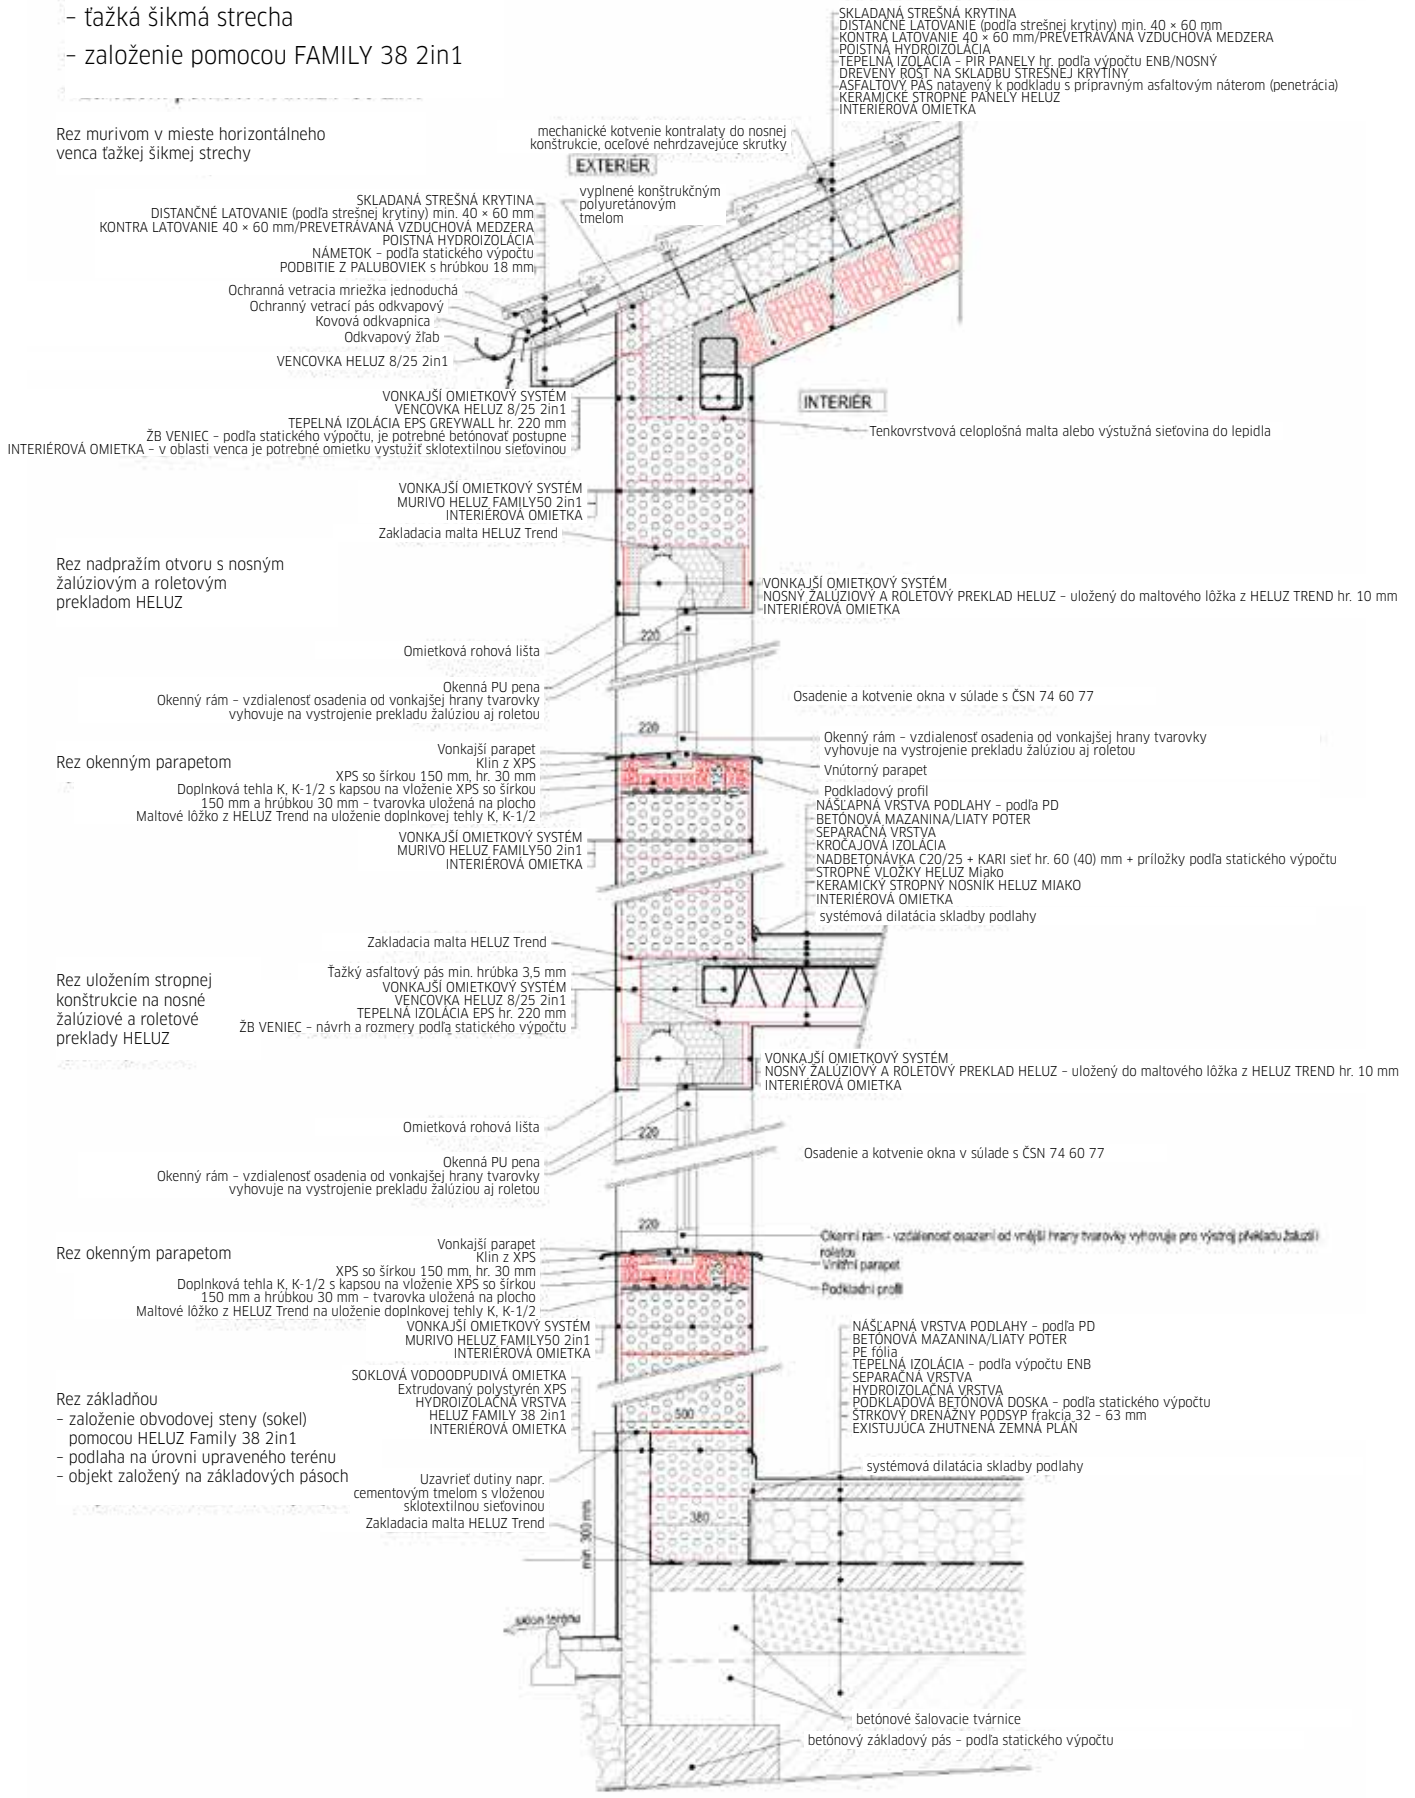 - ťažká šikmá strecha
- založenie pomocou FAMILY 38 2in1
Rez murivom v mieste horizontálneho
venca ťažkej šikmej strechy
SKLADANÁ STREŠNÁ KRYTINA
DISTANČNÉ LATOVANIE (podľa strešnej krytiny) min. 40 × 60 mm
KONTRA LATOVANIE 40 × 60 mm/PREVETRÁVANÁ VZDUCHOVÁ MEDZERA
POISTNÁ HYDROIZOLÁCIA
TEPELNÁ IZOLÁCIA - PIR PANELY hr. podľa výpočtu ENB/NOSNÝ
DREVENÝ ROŠT NA SKLADBU STREŠNEJ KRYTINY
ASFALTOVÝ PÁS natavený k podkladu s prípravným asfaltovým náterom (penetrácia)
KERAMICKÉ STROPNÉ PANELY HELUZ
INTERIÉROVÁ OMIETKA
mechanické kotvenie kontralaty do nosnej
konštrukcie, oceľové nehrdzavejúce skrutky
EXTERIÉR
vyplnené konštrukčným
polyuretánovým
tmelom
SKLADANÁ STREŠNÁ KRYTINA
DISTANČNÉ LATOVANIE (podľa strešnej krytiny) min. 40 × 60 mm
KONTRA LATOVANIE 40 × 60 mm/PREVETRÁVANÁ VZDUCHOVÁ MEDZERA
POISTNÁ HYDROIZOLÁCIA
NÁMETOK - podľa statického výpočtu
PODBITIE Z PALUBOVIEK s hrúbkou 18 mm
Ochranná vetracia mriežka jednoduchá
Ochranný vetrací pás odkvapový
Kovová odkvapnica
Odkvapový žľab
VENCOVKA HELUZ 8/25 2in1
VONKAJŠÍ OMIETKOVÝ SYSTÉM
VENCOVKA HELUZ 8/25 2in1
TEPELNÁ IZOLÁCIA EPS GREYWALL hr. 220 mm
ŽB VENIEC - podľa statického výpočtu, je potrebné betónovať postupne
INTERIÉROVÁ OMIETKA - v oblasti venca je potrebné omietku vystužiť sklotextilnou sieťovinou
INTERIÉR
Tenkovrstvová celoplošná malta alebo výstužná sieťovina do lepidla
VONKAJŠÍ OMIETKOVÝ SYSTÉM
MURIVO HELUZ FAMILY50 2in1
INTERIÉROVÁ OMIETKA
Zakladacia malta HELUZ Trend
Rez nadpražím otvoru s nosným
žalúziovým a roletovým
prekladom HELUZ
VONKAJŠÍ OMIETKOVÝ SYSTÉM
NOSNÝ ŽALÚZIOVÝ A ROLETOVÝ PREKLAD HELUZ - uložený do maltového lôžka z HELUZ TREND hr. 10 mm
INTERIÉROVÁ OMIETKA
220
Omietková rohová lišta
Okenná PU pena
Okenný rám - vzdialenosť osadenia od vonkajšej hrany tvarovky
vyhovuje na vystrojenie prekladu žalúziou aj roletou
Osadenie a kotvenie okna v súlade s ČSN 74 60 77
220
Okenný rám - vzdialenosť osadenia od vonkajšej hrany tvarovky
vyhovuje na vystrojenie prekladu žalúziou aj roletou
Vnútorný parapet
Podkladový profil
Rez okenným parapetom
Vonkajší parapet
Klin z XPS
XPS so šírkou 150 mm, hr. 30 mm
Doplnková tehla K, K-1/2 s kapsou na vloženie XPS so šírkou
150 mm a hrúbkou 30 mm - tvarovka uložená na plocho
Maltové lôžko z HELUZ Trend na uloženie doplnkovej tehly K, K-1/2
125
10
VONKAJŠÍ OMIETKOVÝ SYSTÉM
MURIVO HELUZ FAMILY50 2in1
INTERIÉROVÁ OMIETKA
NÁŠĽAPNÁ VRSTVA PODLAHY - podľa PD
BETÓNOVÁ MAZANINA/LIATY POTER
SEPARAČNÁ VRSTVA
KROČAJOVÁ IZOLÁCIA
NADBETONÁVKA C20/25 + KARI sieť hr. 60 (40) mm + príložky podľa statického výpočtu
STROPNÉ VLOŽKY HELUZ Miako
KERAMICKÝ STROPNÝ NOSNÍK HELUZ MIAKO
INTERIÉROVÁ OMIETKA
systémová dilatácia skladby podlahy
Zakladacia malta HELUZ Trend
Rez uložením stropnej
konštrukcie na nosné
žalúziové a roletové
preklady HELUZ
Ťažký asfaltový pás min. hrúbka 3,5 mm
VONKAJŠÍ OMIETKOVÝ SYSTÉM
VENCOVKA HELUZ 8/25 2in1
TEPELNÁ IZOLÁCIA EPS hr. 220 mm
ŽB VENIEC - návrh a rozmery podľa statického výpočtu
VONKAJŠÍ OMIETKOVÝ SYSTÉM
NOSNÝ ŽALÚZIOVÝ A ROLETOVÝ PREKLAD HELUZ - uložený do maltového lôžka z HELUZ TREND hr. 10 mm
INTERIÉROVÁ OMIETKA
Omietková rohová lišta
220
Okenná PU pena
Okenný rám - vzdialenosť osadenia od vonkajšej hrany tvarovky
vyhovuje na vystrojenie prekladu žalúziou aj roletou
Osadenie a kotvenie okna v súlade s ČSN 74 60 77
220
Okenní rám - vzdálenost osazení od vnější hrany tvarovky vyhovuje pro výstroj překladu žaluzií i
roletou
Vnitřní parapet
Podkladní profil
Rez okenným parapetom
Vonkajší parapet
Klin z XPS
XPS so šírkou 150 mm, hr. 30 mm
Doplnková tehla K, K-1/2 s kapsou na vloženie XPS so šírkou
150 mm a hrúbkou 30 mm - tvarovka uložená na plocho
Maltové lôžko z HELUZ Trend na uloženie doplnkovej tehly K, K-1/2
125
10
VONKAJŠÍ OMIETKOVÝ SYSTÉM
MURIVO HELUZ FAMILY50 2in1
INTERIÉROVÁ OMIETKA
NÁŠĽAPNÁ VRSTVA PODLAHY - podľa PD
BETÓNOVÁ MAZANINA/LIATY POTER
PE fólia
TEPELNÁ IZOLÁCIA - podľa výpočtu ENB
SEPARAČNÁ VRSTVA
HYDROIZOLAČNÁ VRSTVA
PODKLADOVÁ BETÓNOVÁ DOSKA - podľa statického výpočtu
ŠTRKOVÝ DRENÁŽNY PODSYP frakcia 32 - 63 mm
EXISTUJÚCA ZHUTNENÁ ZEMNÁ PLÁŇ
SOKLOVÁ VODOODPUDIVÁ OMIETKA
Extrudovaný polystyrén XPS
HYDROIZOLAČNÁ VRSTVA
HELUZ FAMILY 38 2in1
INTERIÉROVÁ OMIETKA
500
Rez základňou
- založenie obvodovej steny (sokel)
pomocou HELUZ Family 38 2in1
- podlaha na úrovni upraveného terénu
- objekt založený na základových pásoch
systémová dilatácia skladby podlahy
Uzavrieť dutiny napr.
cementovým tmelom s vloženou
sklotextilnou sieťovinou
Zakladacia malta HELUZ Trend
380
min. 300 mm
sklon terénu
betónové šalovacie tvárnice
betónový základový pás - podľa statického výpočtu